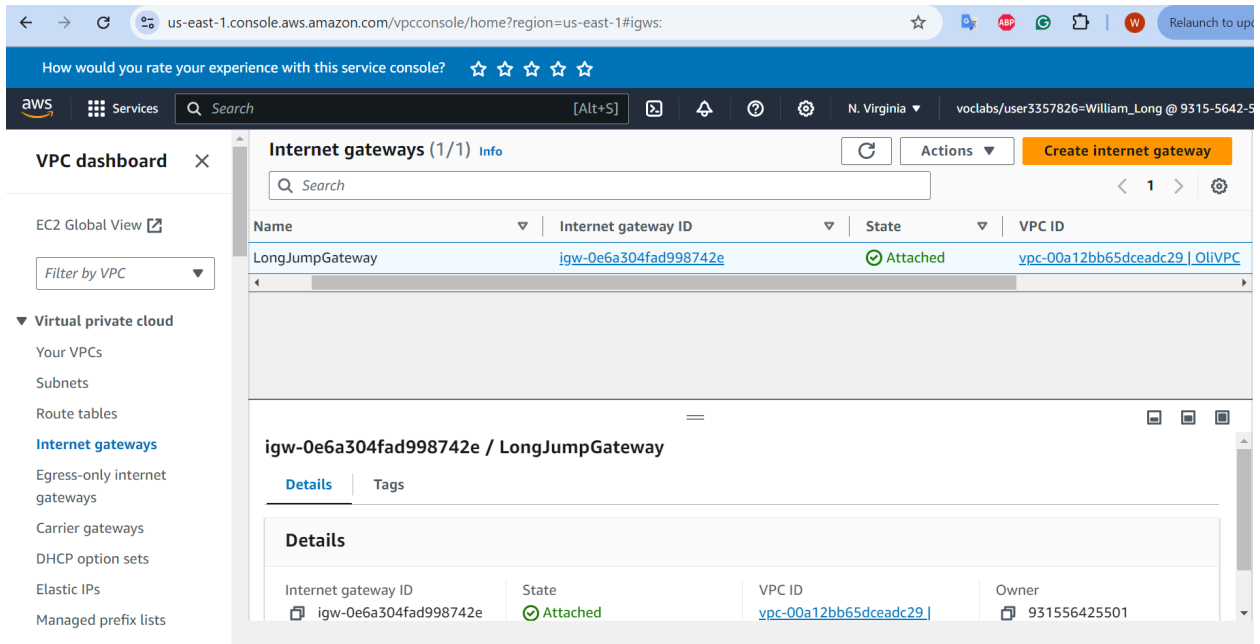 us-east-1.console.aws.amazon.com/vpcconsole/home?region=us-east-1#igws:
ABP
G
W
Relaunch to upd
How would you rate your experience with this service console?
aws
Services
Search
[Alt+S]
N. Virginia
voclabs/user3357826=William_Long @ 9315-5642-5
VPC dashboard
EC2 Global View
Filter by VPC
Virtual private cloud
Your VPCs
Subnets
Route tables
Internet gateways
Egress-only internet
gateways
Carrier gateways
DHCP option sets
Elastic IPs
Managed prefix lists
Internet gateways (1/1) Info
Actions
Create internet gateway
Search
1
Name Internet gateway ID State VPC ID
LongJumpGateway igw-0e6a304fad998742e Attached vpc-00a12bb65dceadc29 | OliVPC
igw-0e6a304fad998742e / LongJumpGateway
Details Tags
Details
Internet gateway ID State VPC ID Owner
igw-0e6a304fad998742e Attached vpc-00a12bb65dceadc29 | 931556425501